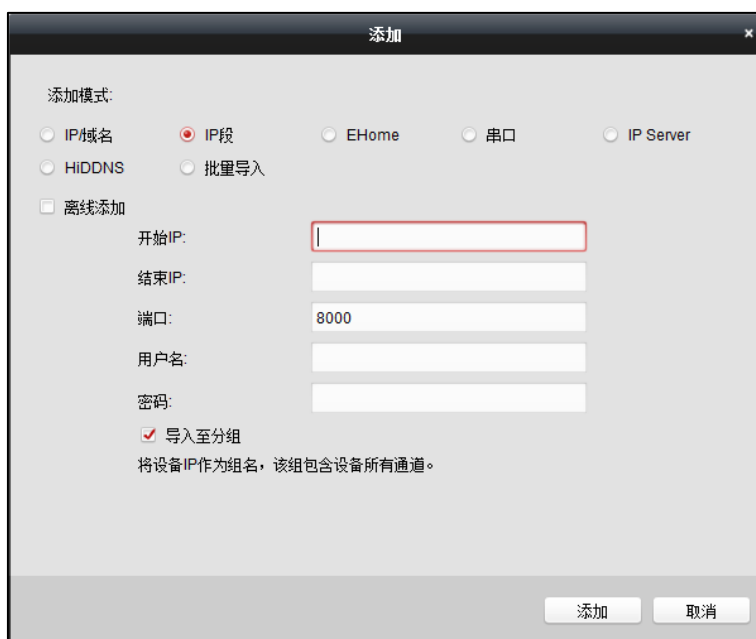 添加
添加模式:
IP/域名 IP段 EHome 串口 IP Server
HiDDNS 批量导入
离线添加
开始IP:
结束IP:
端口: 8000
用户名:
密码:
导入至分组
将设备IP作为组名，该组包含设备所有通道。
添加 取消